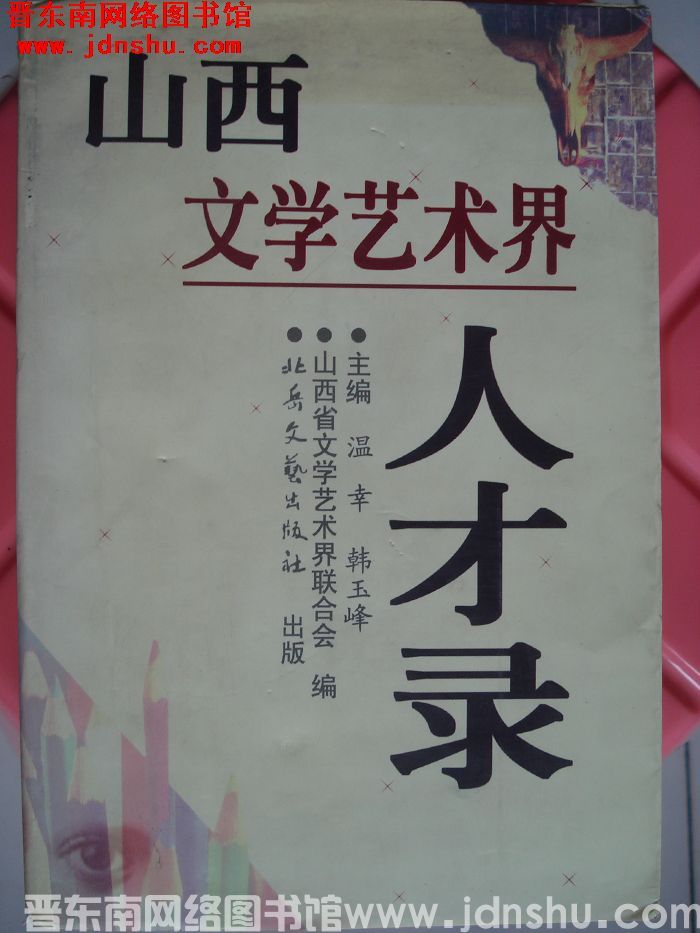 晋东南网络图书馆
www.jdnshu.com
山西
文学艺术界
人才录
●主编 温幸 韩玉峰
●山西省文学艺术界联合会 编
●北岳文藝出版社 出版
晋东南网络图书馆www.jdnshu.com